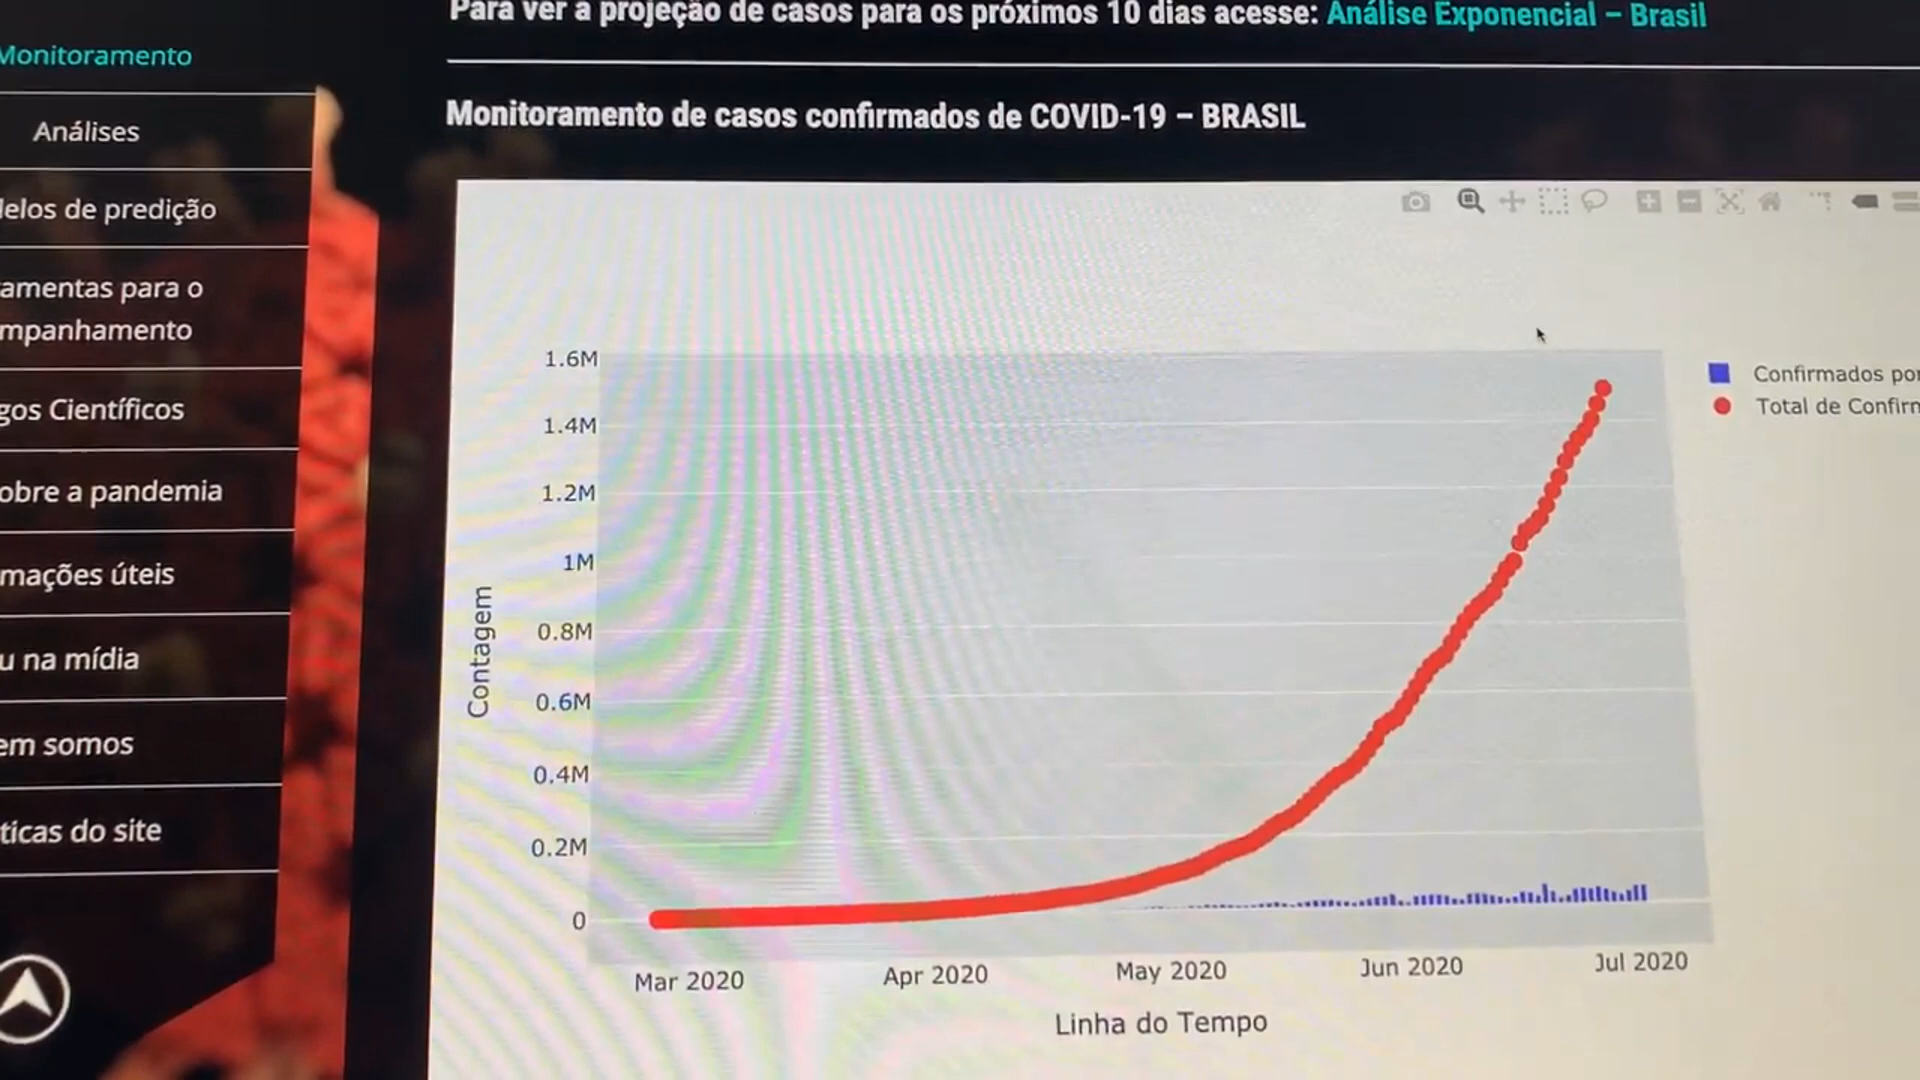 Para ver a projeção de casos para os próximos 10 dias acesse: Análise Exponencial – Brasil
Monitoramento
Análises
delos de predição
amentas para o
mpanhamento
gos Científicos
obre a pandemia
mações úteis
u na mídia
em somos
ticas do site
Monitoramento de casos confirmados de COVID-19 – BRASIL
Confirmados por
Total de Confirm
1.6M
1.4M
1.2M
1M
0.8M
0.6M
0.4M
0.2M
0
Contagem
Mar 2020
Apr 2020
May 2020
Jun 2020
Jul 2020
Linha do Tempo